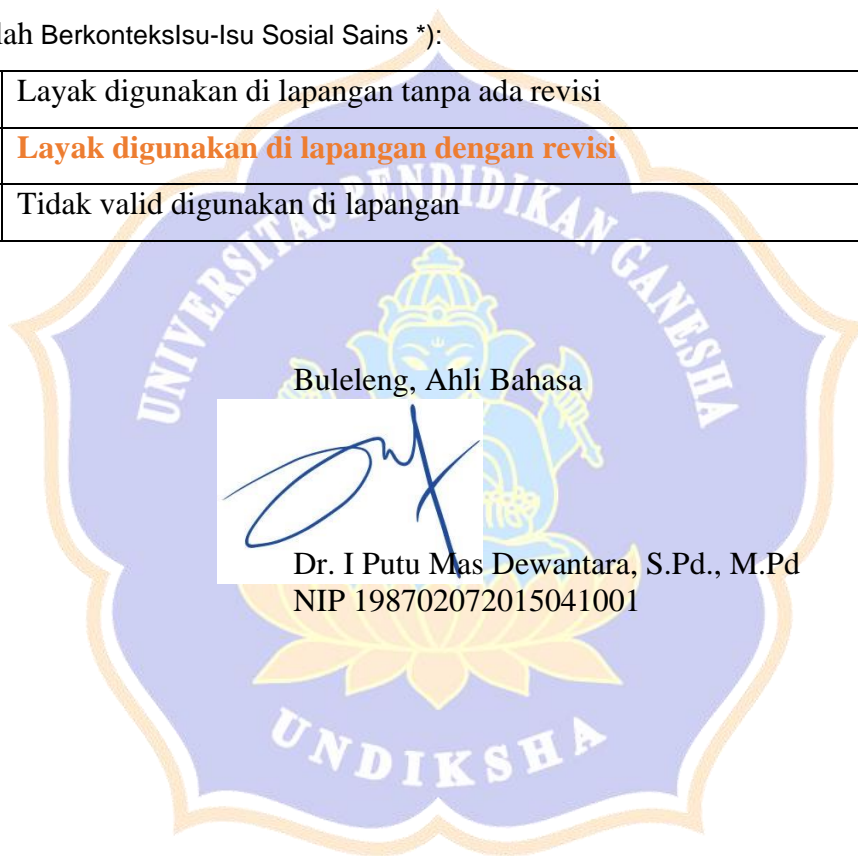 lah BerkonteksIsu-Isu Sosial Sains *):
Layak digunakan di lapangan tanpa ada revisi
Layak digunakan di lapangan dengan revisi
Tidak valid digunakan di lapangan
UNIVERSITAS PENDIDIKAN GANESHA
Buleleng, Ahli Bahasa
Dr. I Putu Mas Dewantara, S.Pd., M.Pd
NIP 198702072015041001
UNDIKSHA